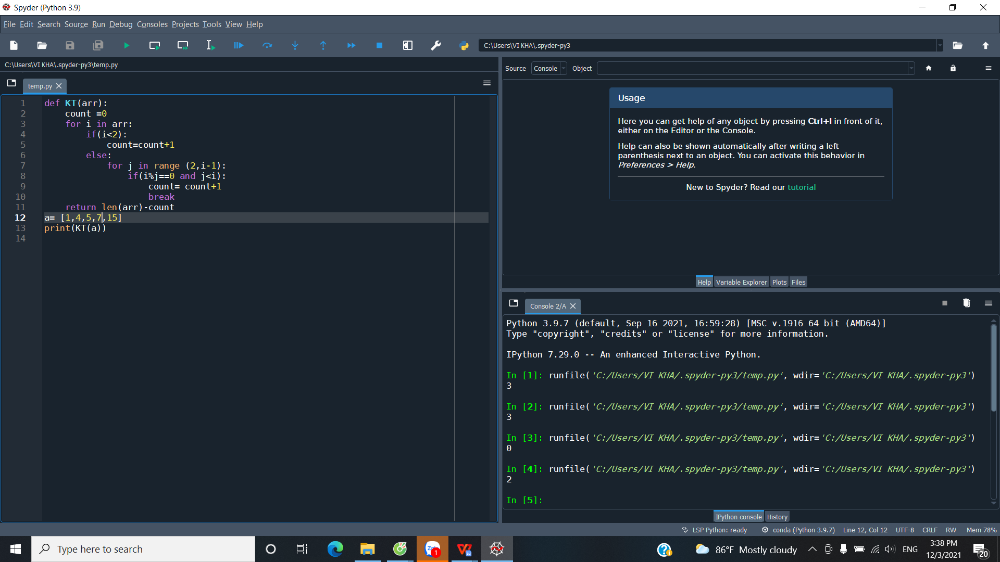 Spyder (Python 3.9)
File Edit Search Source Run Debug Consoles Projects Tools View Help
C:\Users\VI KHA\.spyder-py3
C:\Users\VI KHA\.spyder-py3\temp.py
temp.py
1 def KT(arr):
2 count =0
3 for i in arr:
4 if(i<2):
5 count=count+1
6 else:
7 for j in range (2,i-1):
8 if(i%j==0 and j<i):
9 count= count+1
10 break
11 return len(arr)-count
12 a= [1,4,5,7,15]
13 print(KT(a))
14
Source Console Object
Usage
Here you can get help of any object by pressing Ctrl+I in front of it,
either on the Editor or the Console.
Help can also be shown automatically after writing a left
parenthesis next to an object. You can activate this behavior in
Preferences > Help.
New to Spyder? Read our tutorial
Help Variable Explorer Plots Files
Console 2/A
Python 3.9.7 (default, Sep 16 2021, 16:59:28) [MSC v.1916 64 bit (AMD64)]
Type "copyright", "credits" or "license" for more information.
IPython 7.29.0 -- An enhanced Interactive Python.
In [1]: runfile('C:/Users/VI KHA/.spyder-py3/temp.py', wdir='C:/Users/VI KHA/.spyder-py3')
3
In [2]: runfile('C:/Users/VI KHA/.spyder-py3/temp.py', wdir='C:/Users/VI KHA/.spyder-py3')
3
In [3]: runfile('C:/Users/VI KHA/.spyder-py3/temp.py', wdir='C:/Users/VI KHA/.spyder-py3')
0
In [4]: runfile('C:/Users/VI KHA/.spyder-py3/temp.py', wdir='C:/Users/VI KHA/.spyder-py3')
2
In [5]:
IPython console History
LSP Python: ready conda (Python 3.9.7) Line 12, Col 12 UTF-8 CRLF RW Mem 78%
Type here to search
1
86°F Mostly cloudy
ENG
3:38 PM
12/3/2021
20